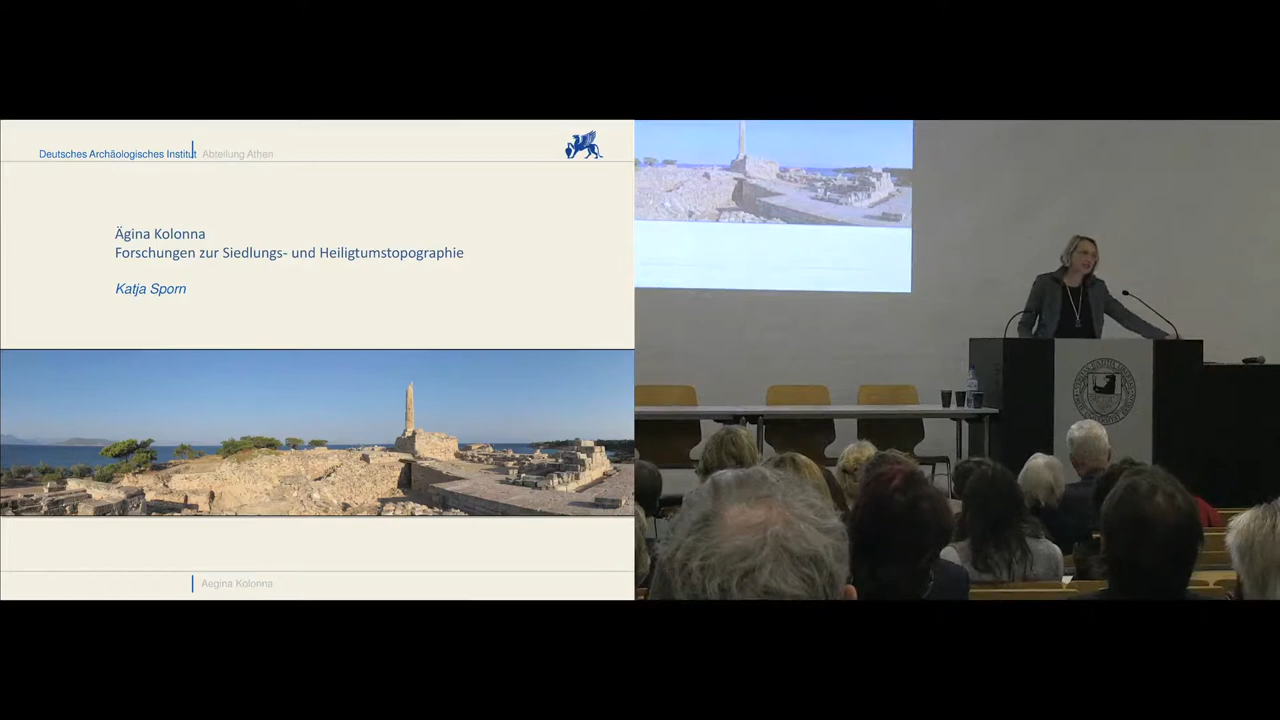 Deutsches Archäologisches Institut Abteilung Athen
Ägina Kolonna
Forschungen zur Siedlungs- und Heiligtumstopographie
Katja Sporn
Aegina Kolonna